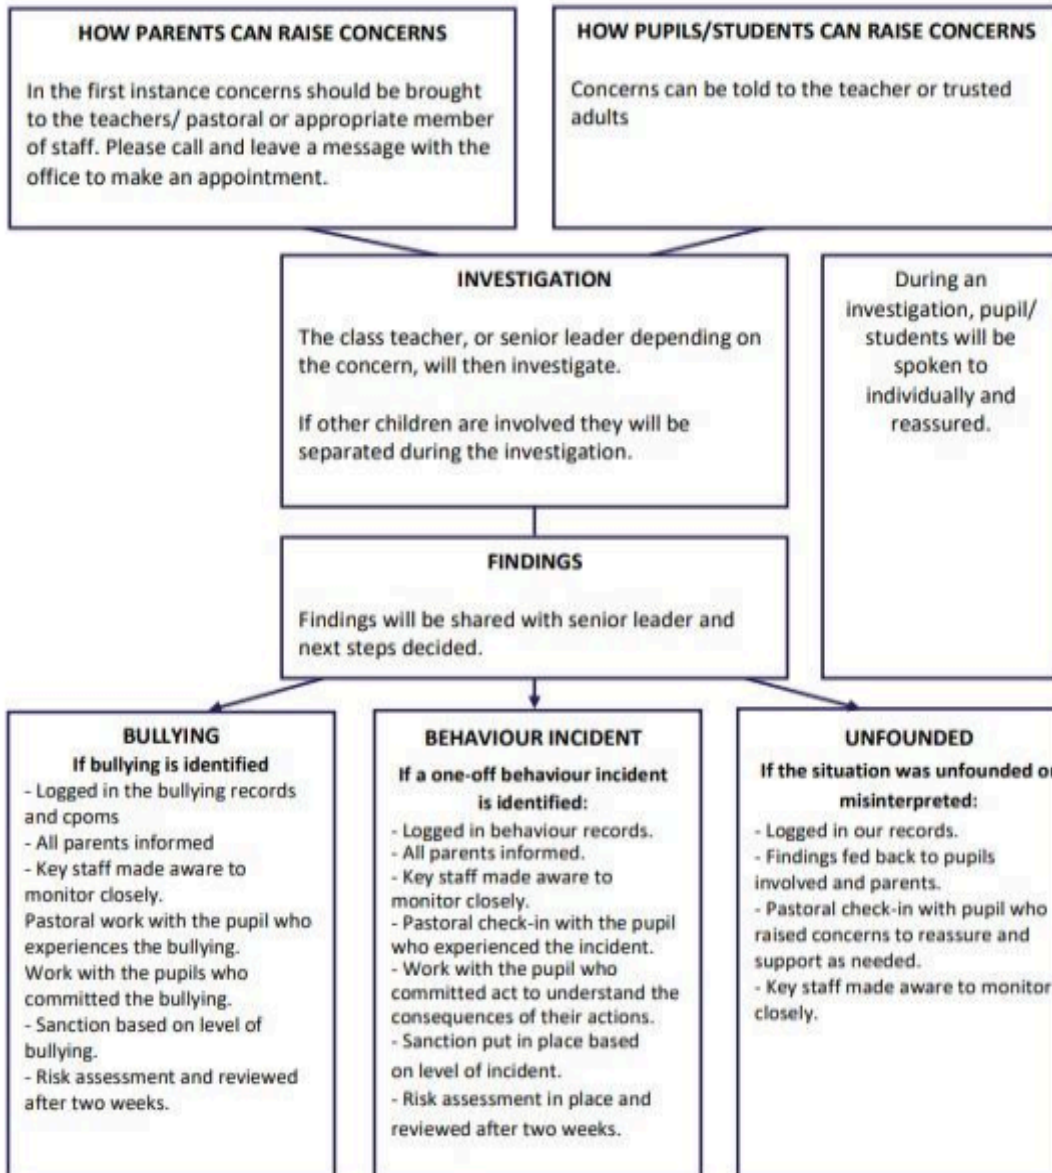 HOW PARENTS CAN RAISE CONCERNS
In the first instance concerns should be brought
to the teachers/ pastoral or appropriate member
of staff. Please call and leave a message with the
office to make an appointment.
HOW PUPILS/STUDENTS CAN RAISE CONCERNS
Concerns can be told to the teacher or trusted
adults
INVESTIGATION
The class teacher, or senior leader depending on
the concern, will then investigate.
If other children are involved they will be
separated during the investigation.
During an
investigation, pupil/
students will be
spoken to
individually and
reassured.
FINDINGS
Findings will be shared with senior leader and
next steps decided.
BULLYING
If bullying is identified
- Logged in the bullying records
and cpoms
- All parents informed
- Key staff made aware to
monitor closely.
Pastoral work with the pupil who
experiences the bullying.
Work with the pupils who
committed the bullying.
- Sanction based on level of
bullying.
- Risk assessment and reviewed
after two weeks.
BEHAVIOUR INCIDENT
If a one-off behaviour incident
is identified:
- Logged in behaviour records.
- All parents informed.
- Key staff made aware to
monitor closely.
- Pastoral check-in with the pupil
who experienced the incident.
- Work with the pupil who
committed act to understand the
consequences of their actions.
- Sanction put in place based
on level of incident.
- Risk assessment in place and
reviewed after two weeks.
UNFOUNDED
If the situation was unfounded or
misinterpreted:
- Logged in our records.
- Findings fed back to pupils
involved and parents.
- Pastoral check-in with pupil who
raised concerns to reassure and
support as needed.
- Key staff made aware to monitor
closely.